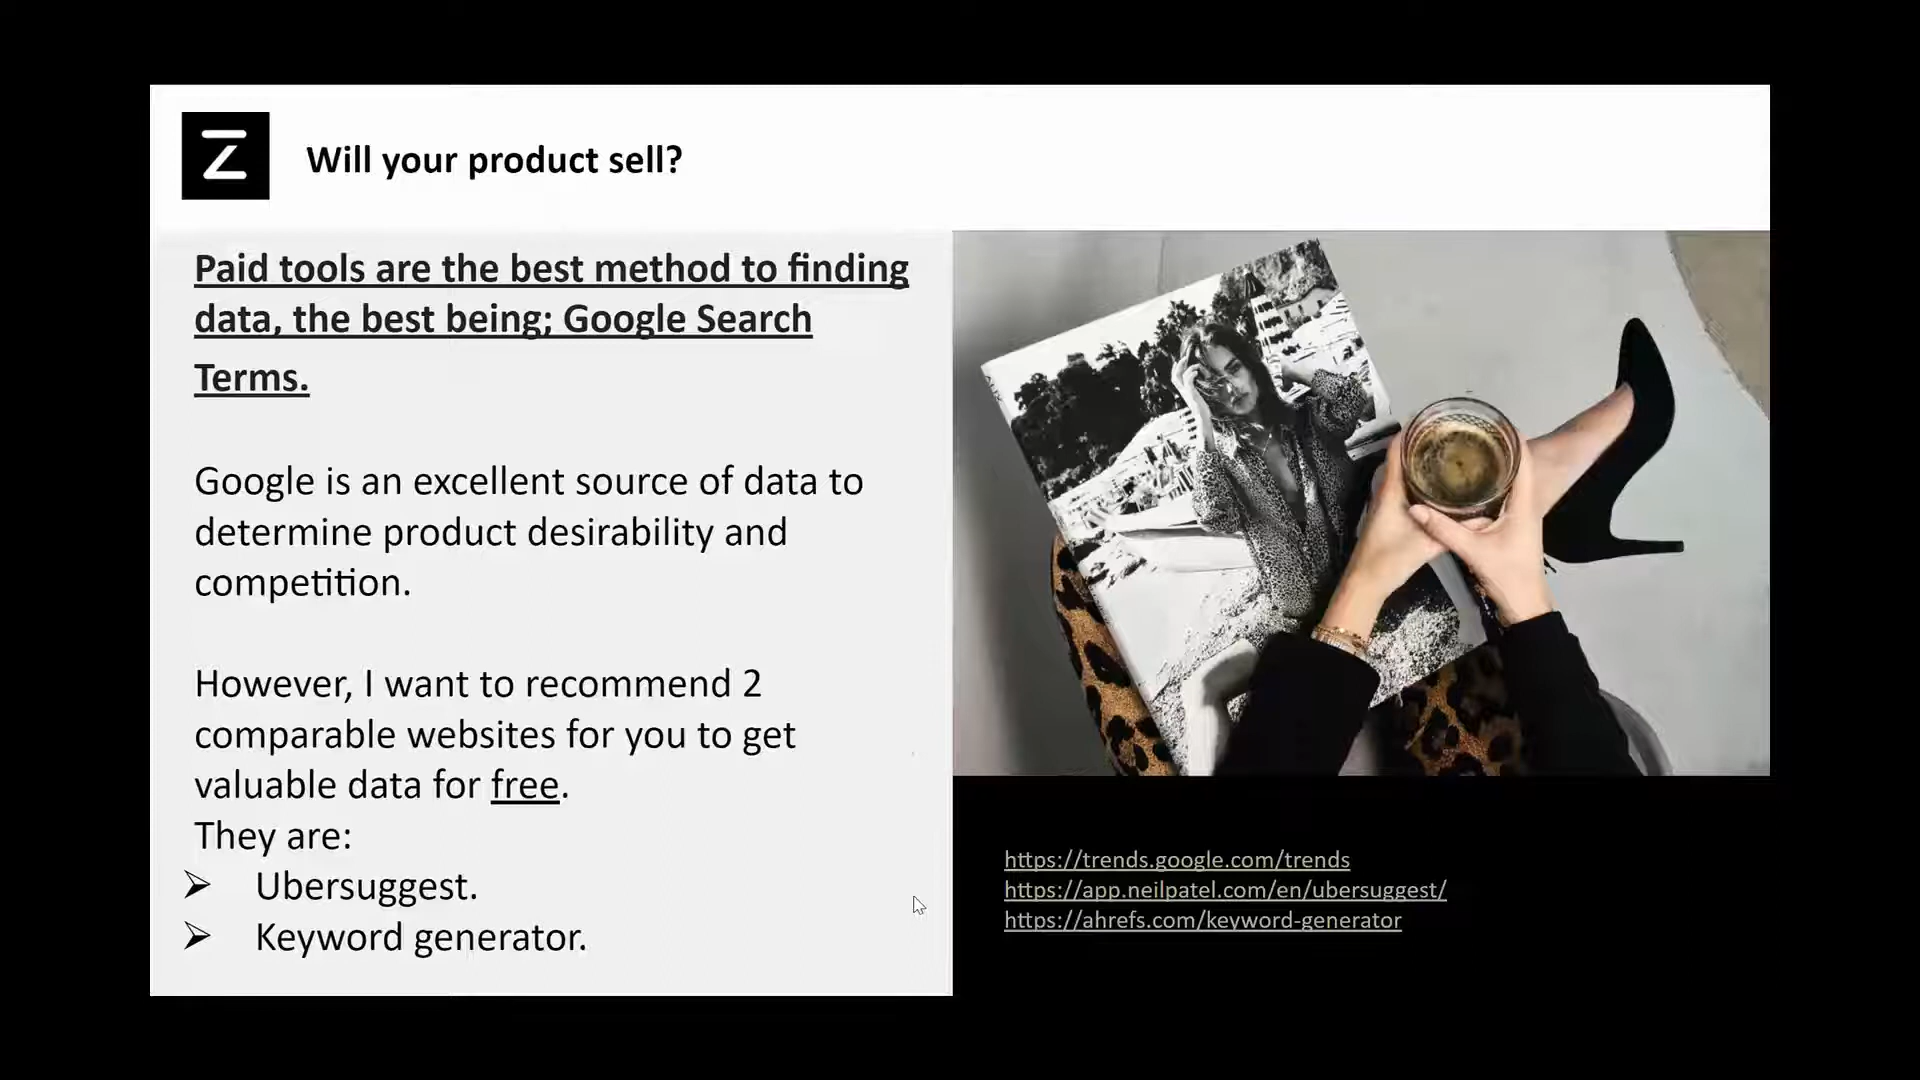 Z
Will your product sell?
Paid tools are the best method to finding
data, the best being; Google Search
Terms.
Google is an excellent source of data to
determine product desirability and
competition.
However, I want to recommend 2
comparable websites for you to get
valuable data for free.
They are:
➢ Ubersuggest.
➢ Keyword generator.
https://trends.google.com/trends
https://app.neilpatel.com/en/ubersuggest/
https://ahrefs.com/keyword-generator